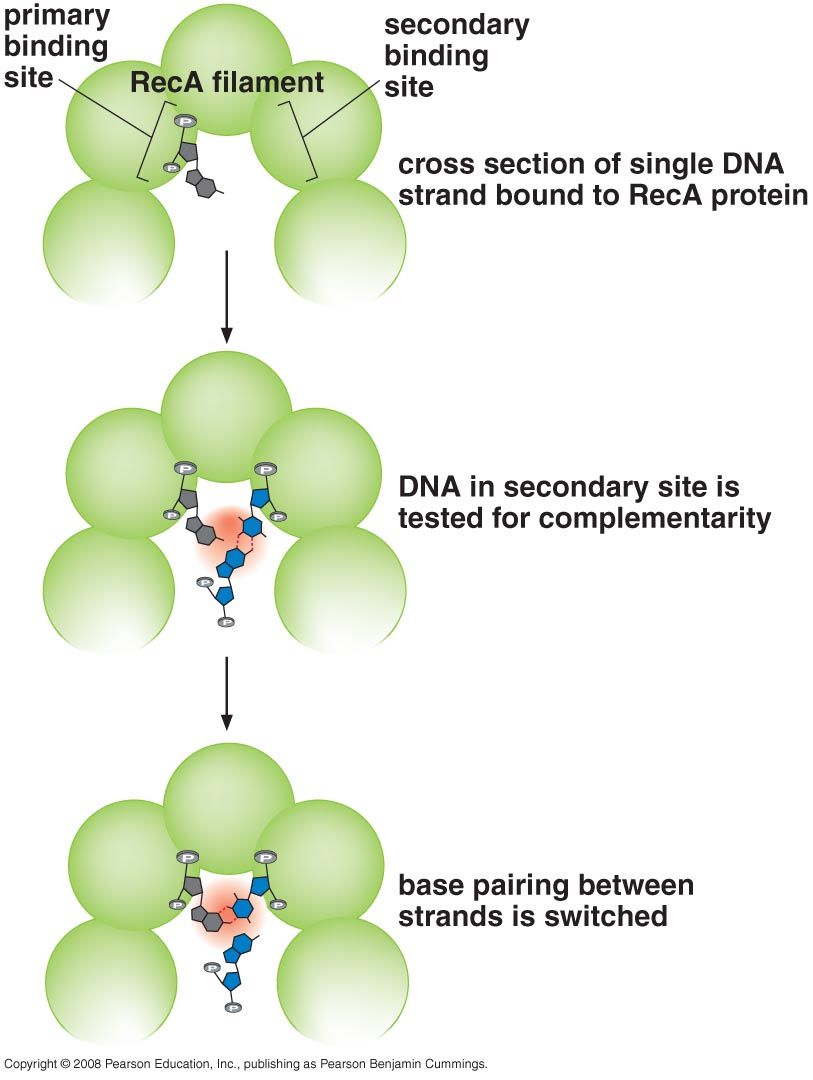 primary
binding
site
RecA filament
secondary
binding
site
P
P
cross section of single DNA
strand bound to RecA protein
P
P
P
P
P
P
DNA in secondary site is
tested for complementarity
P
P
P
P
P
P
base pairing between
strands is switched
Copyright © 2008 Pearson Education, Inc., publishing as Pearson Benjamin Cummings.